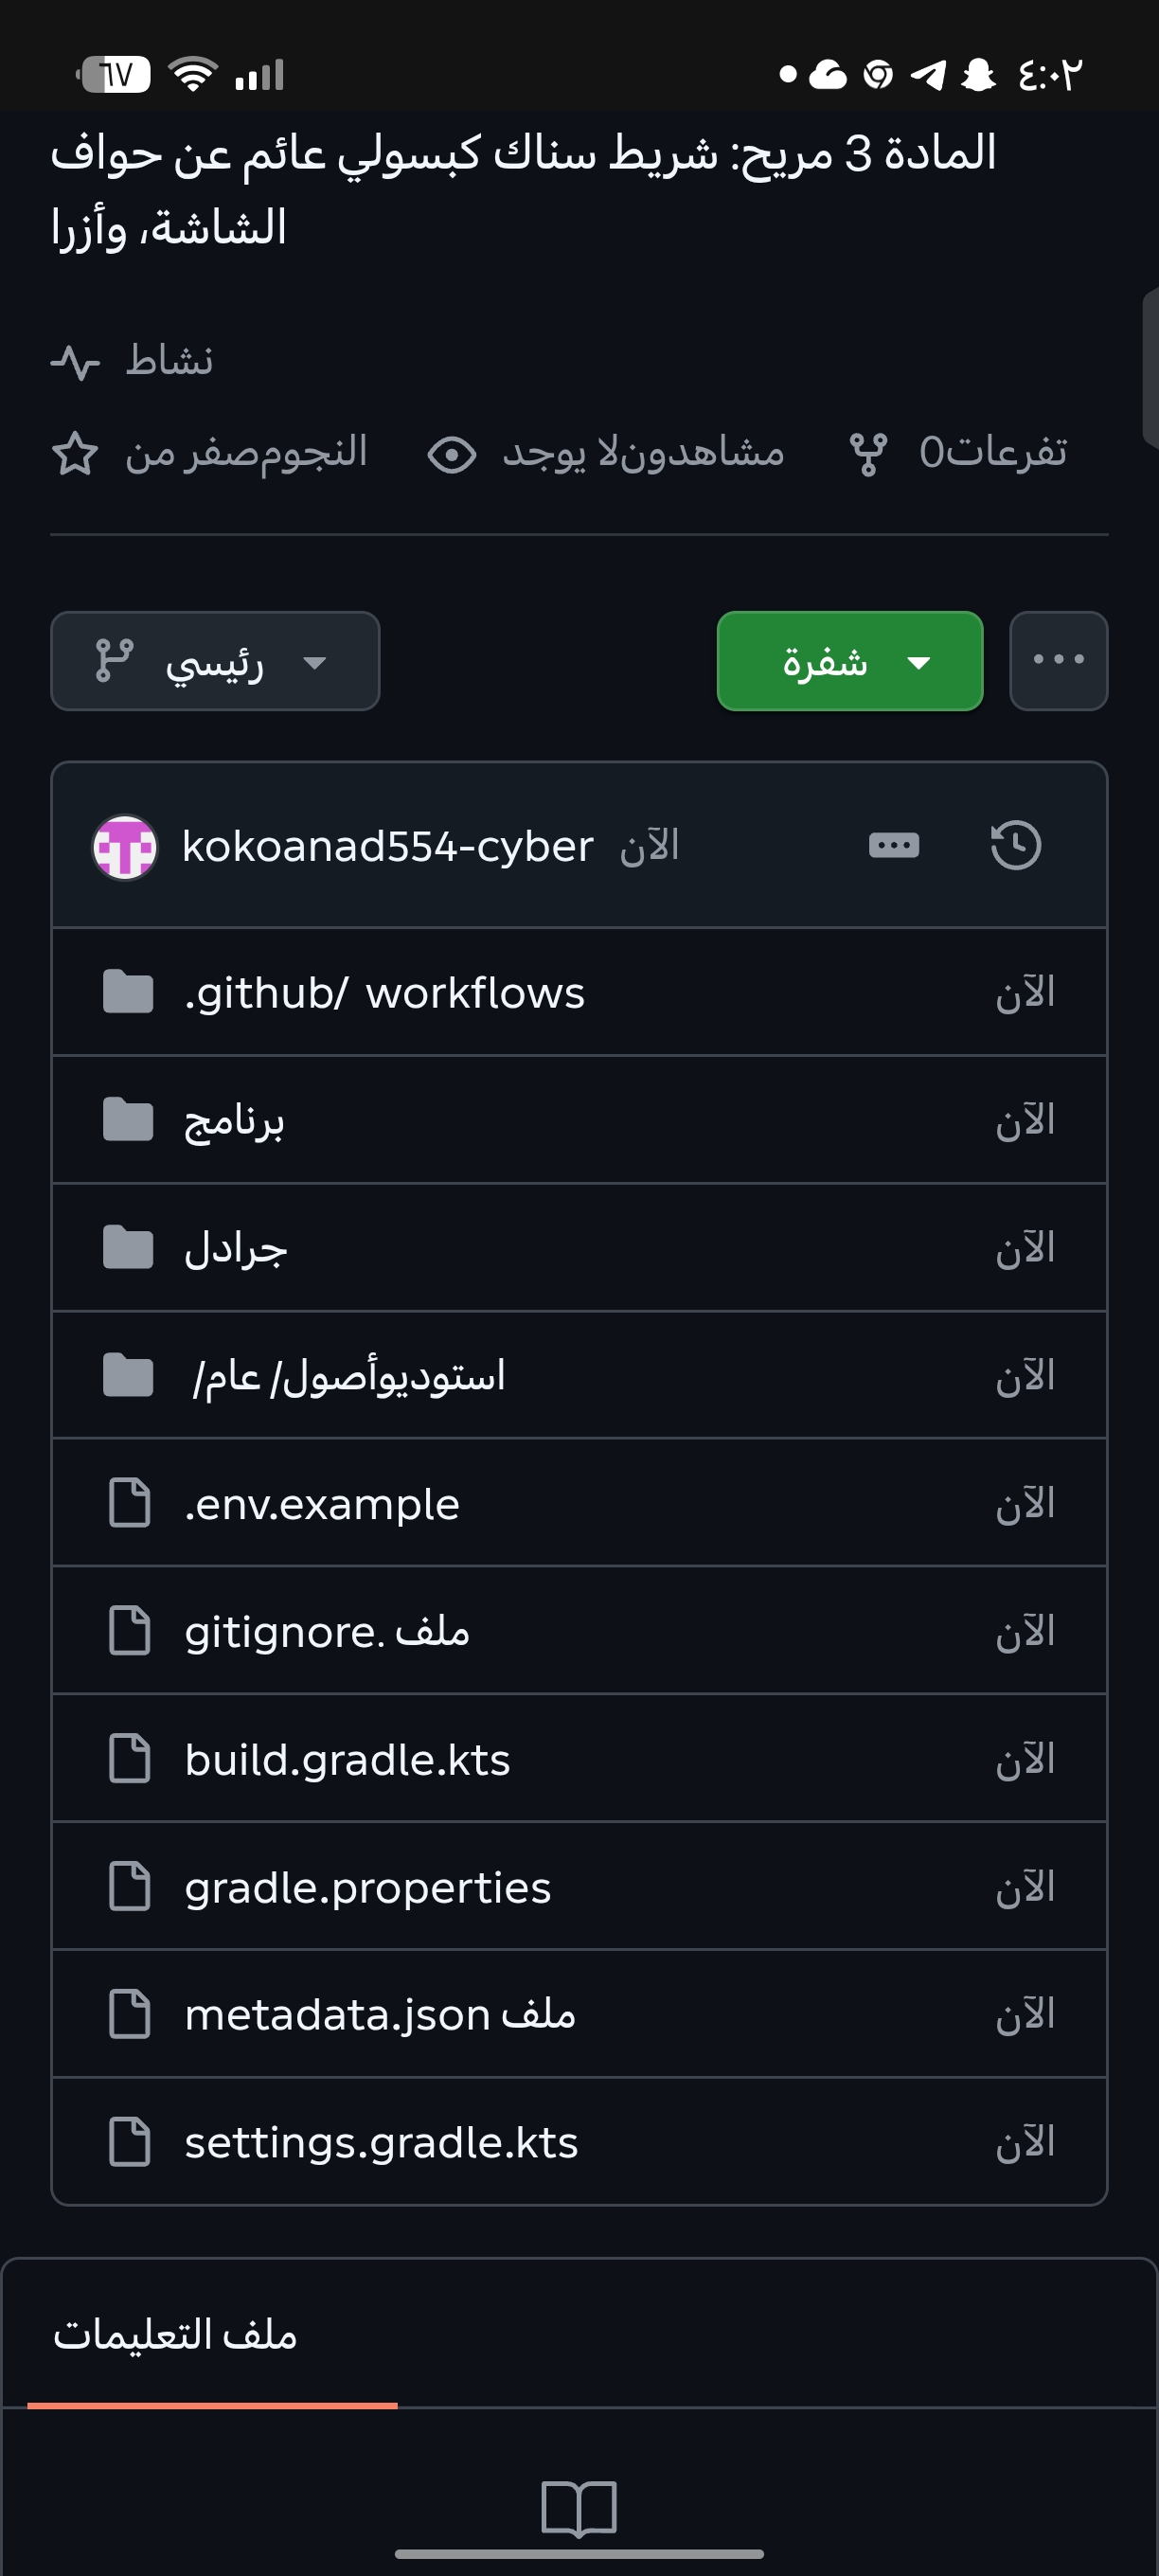 ٦٧
٤:٠٢
المادة 3 مريح: شريط سناك كبسولي عائم عن حواف
الشاشة، وأزرا
نشاط
النجومصفر من
مشاهدونلا يوجد
تفرعات0
رئيسي
شفرة
kokoanad554-cyber الآن
.github/ workflows الآن
برنامج الآن
جرادل الآن
استوديوأصول/ عام/ الآن
.env.example الآن
gitignore. ملف الآن
build.gradle.kts الآن
gradle.properties الآن
metadata.json ملف الآن
settings.gradle.kts الآن
ملف التعليمات